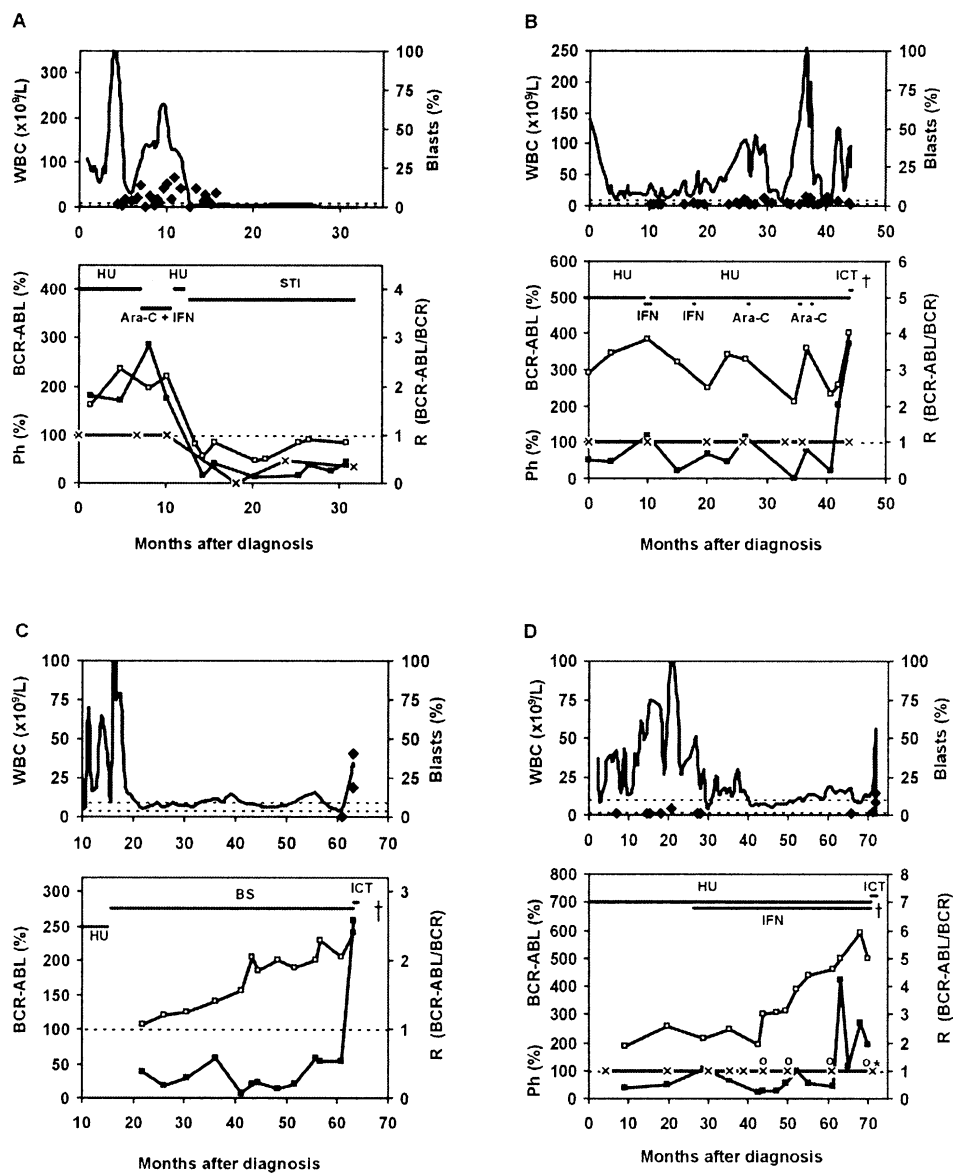 A
B
WBC (x10⁹/L)
350
300
200
100
0
100
75
50
25
0
Blasts (%)
0 10 20 30
WBC (x10⁹/L)
250
200
150
100
50
0
100
75
50
25
0
Blasts (%)
0 10 20 30 40 50
BCR-ABL (%)
Ph (%)
400
300
200
100
0
HU HU
STI
Ara-C + IFN
4
3
2
1
0
R (BCR-ABL/BCR)
0 10 20 30
Months after diagnosis
BCR-ABL (%)
Ph (%)
600
500
400
300
200
100
0
HU HU ICT †
IFN IFN Ara-C Ara-C
6
5
4
3
2
1
0
R (BCR-ABL/BCR)
0 10 20 30 40 50
Months after diagnosis
C
D
WBC (x10⁹/L)
100
75
50
25
0
100
75
50
25
0
Blasts (%)
10 20 30 40 50 60 70
WBC (x10⁹/L)
100
75
50
25
0
100
75
50
25
0
Blasts (%)
0 10 20 30 40 50 60 70
BCR-ABL (%)
300
250
200
150
100
50
0
BS ICT
†
HU
3
2
1
0
R (BCR-ABL/BCR)
10 20 30 40 50 60 70
Months after diagnosis
BCR-ABL (%)
Ph (%)
800
700
600
500
400
300
200
100
0
HU ICT
†
IFN
*
8
7
6
5
4
3
2
1
0
R (BCR-ABL/BCR)
0 10 20 30 40 50 60 70
Months after diagnosis